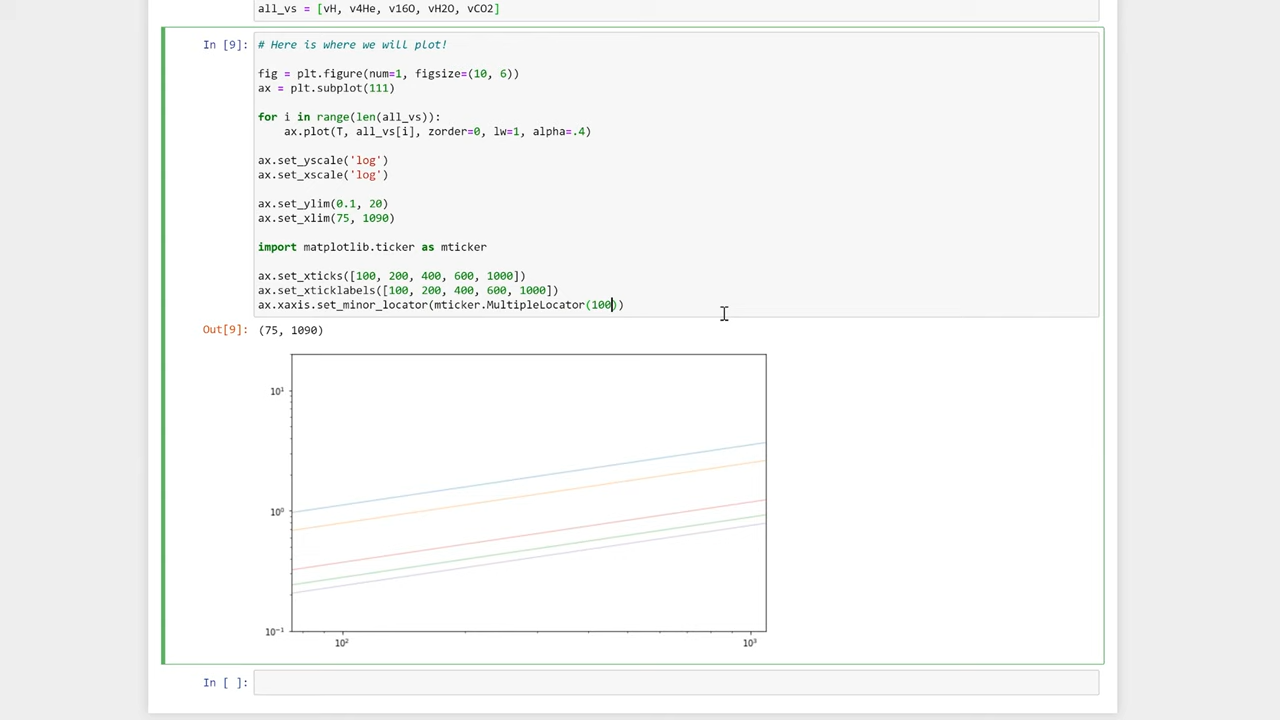 all_vs = [vH, v4He, v16O, vH2O, vCO2]
In [9]: # Here is where we will plot!
fig = plt.figure(num=1, figsize=(10, 6))
ax = plt.subplot(111)
for i in range(len(all_vs)):
    ax.plot(T, all_vs[i], zorder=0, lw=1, alpha=.4)
ax.set_yscale('log')
ax.set_xscale('log')
ax.set_ylim(0.1, 20)
ax.set_xlim(75, 1090)
import matplotlib.ticker as mticker
ax.set_xticks([100, 200, 400, 600, 1000])
ax.set_xticklabels([100, 200, 400, 600, 1000])
ax.xaxis.set_minor_locator(mticker.MultipleLocator(100))
Out[9]: (75, 1090)
10¹
10⁰
10⁻¹
10² 10³
In [ ]: